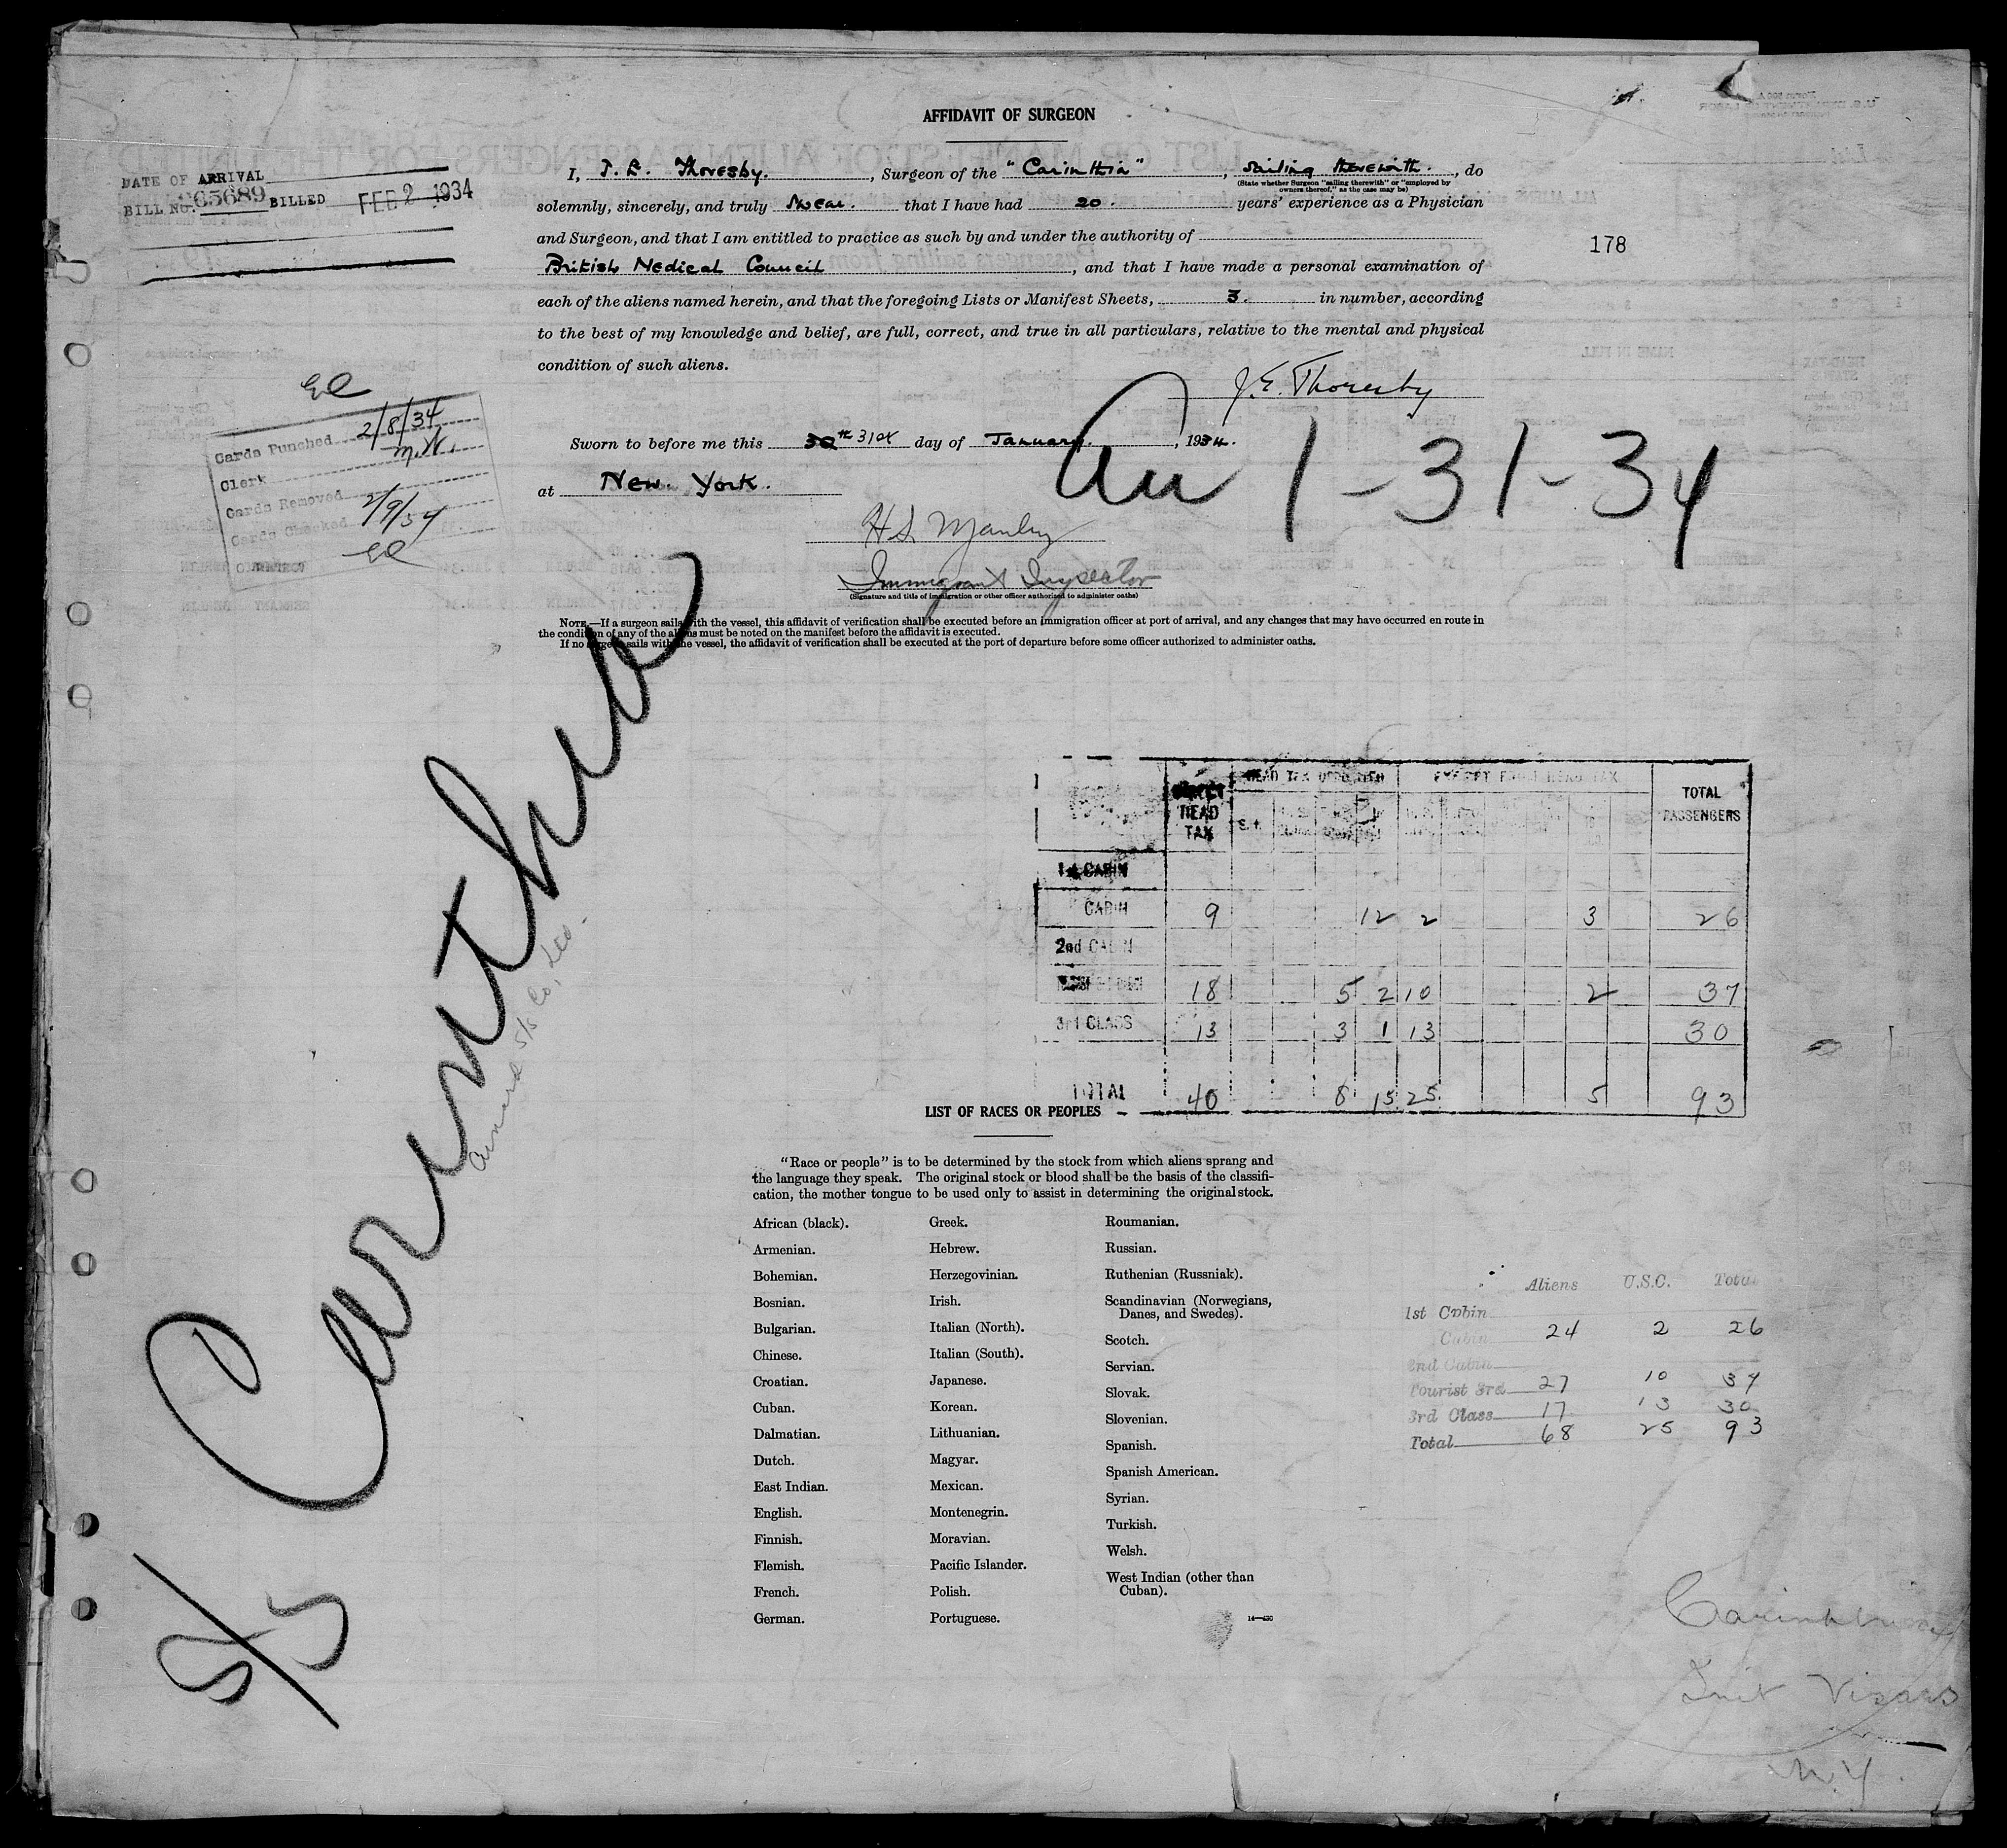 AFFIDAVIT OF SURGEON
I, J. E. Thoresby. , Surgeon of the "Carinthia" , sailing therewith. , do
(State whether Surgeon "sailing therewith" or "employed by
owners thereof," as the case may be)
solemnly, sincerely, and truly swear. that I have had 20. years' experience as a Physician
and Surgeon, and that I am entitled to practice as such by and under the authority of
British Medical Council , and that I have made a personal examination of
each of the aliens named herein, and that the foregoing Lists or Manifest Sheets, 3. in number, according
to the best of my knowledge and belief, are full, correct, and true in all particulars, relative to the mental and physical
condition of such aliens.
J. E. Thoresby
Sworn to before me this 30th 31st day of January. , 1934.
at New York.
H.S. Manley
Immigrant Inspector
(Signature and title of immigration or other officer authorized to administer oaths)
NOTE.—If a surgeon sails with the vessel, this affidavit of verification shall be executed before an immigration officer at port of arrival, and any changes that may have occurred en route in
the condition of any of the aliens must be noted on the manifest before the affidavit is executed.
If no surgeon sails with the vessel, the affidavit of verification shall be executed at the port of departure before some officer authorized to administer oaths.
DATE OF ARRIVAL
BILL NO. 65689 BILLED FEB 2 1934
178
Cards Punched 2/8/34
Clerk M.W.
Cards Removed
Cards Checked 2/9/34
1-31-34
S/S Carinthia
Cunard S/S Co, Ltd.
DIRECT HEAD TAX
HEAD TAX DEPOSITED
EXEMPT FROM HEAD TAX
TOTAL PASSENGERS
1st CABIN
CABIN 9 12 2 3 26
2nd CABIN
18 5 2 10 2 37
3rd CLASS 13 3 1 13 30
TOTAL 40 8 15 25 5 93
LIST OF RACES OR PEOPLES
"Race or people" is to be determined by the stock from which aliens sprang and
the language they speak. The original stock or blood shall be the basis of the classifi-
cation, the mother tongue to be used only to assist in determining the original stock.
African (black).
Armenian.
Bohemian.
Bosnian.
Bulgarian.
Chinese.
Croatian.
Cuban.
Dalmatian.
Dutch.
East Indian.
English.
Finnish.
Flemish.
French.
German.
Greek.
Hebrew.
Herzegovinian.
Irish.
Italian (North).
Italian (South).
Japanese.
Korean.
Lithuanian.
Magyar.
Mexican.
Montenegrin.
Moravian.
Pacific Islander.
Polish.
Portuguese.
Roumanian.
Russian.
Ruthenian (Russniak).
Scandinavian (Norwegians,
Danes, and Swedes).
Scotch.
Servian.
Slovak.
Slovenian.
Spanish.
Spanish American.
Syrian.
Turkish.
Welsh.
West Indian (other than
Cuban).
14—430
Aliens U.S.C. Total
1st Cabin
Cabin 24 2 26
2nd Cabin
Tourist 3rd 27 10 37
3rd Class 17 13 30
Total 68 25 93
Carinthia
N.Y.